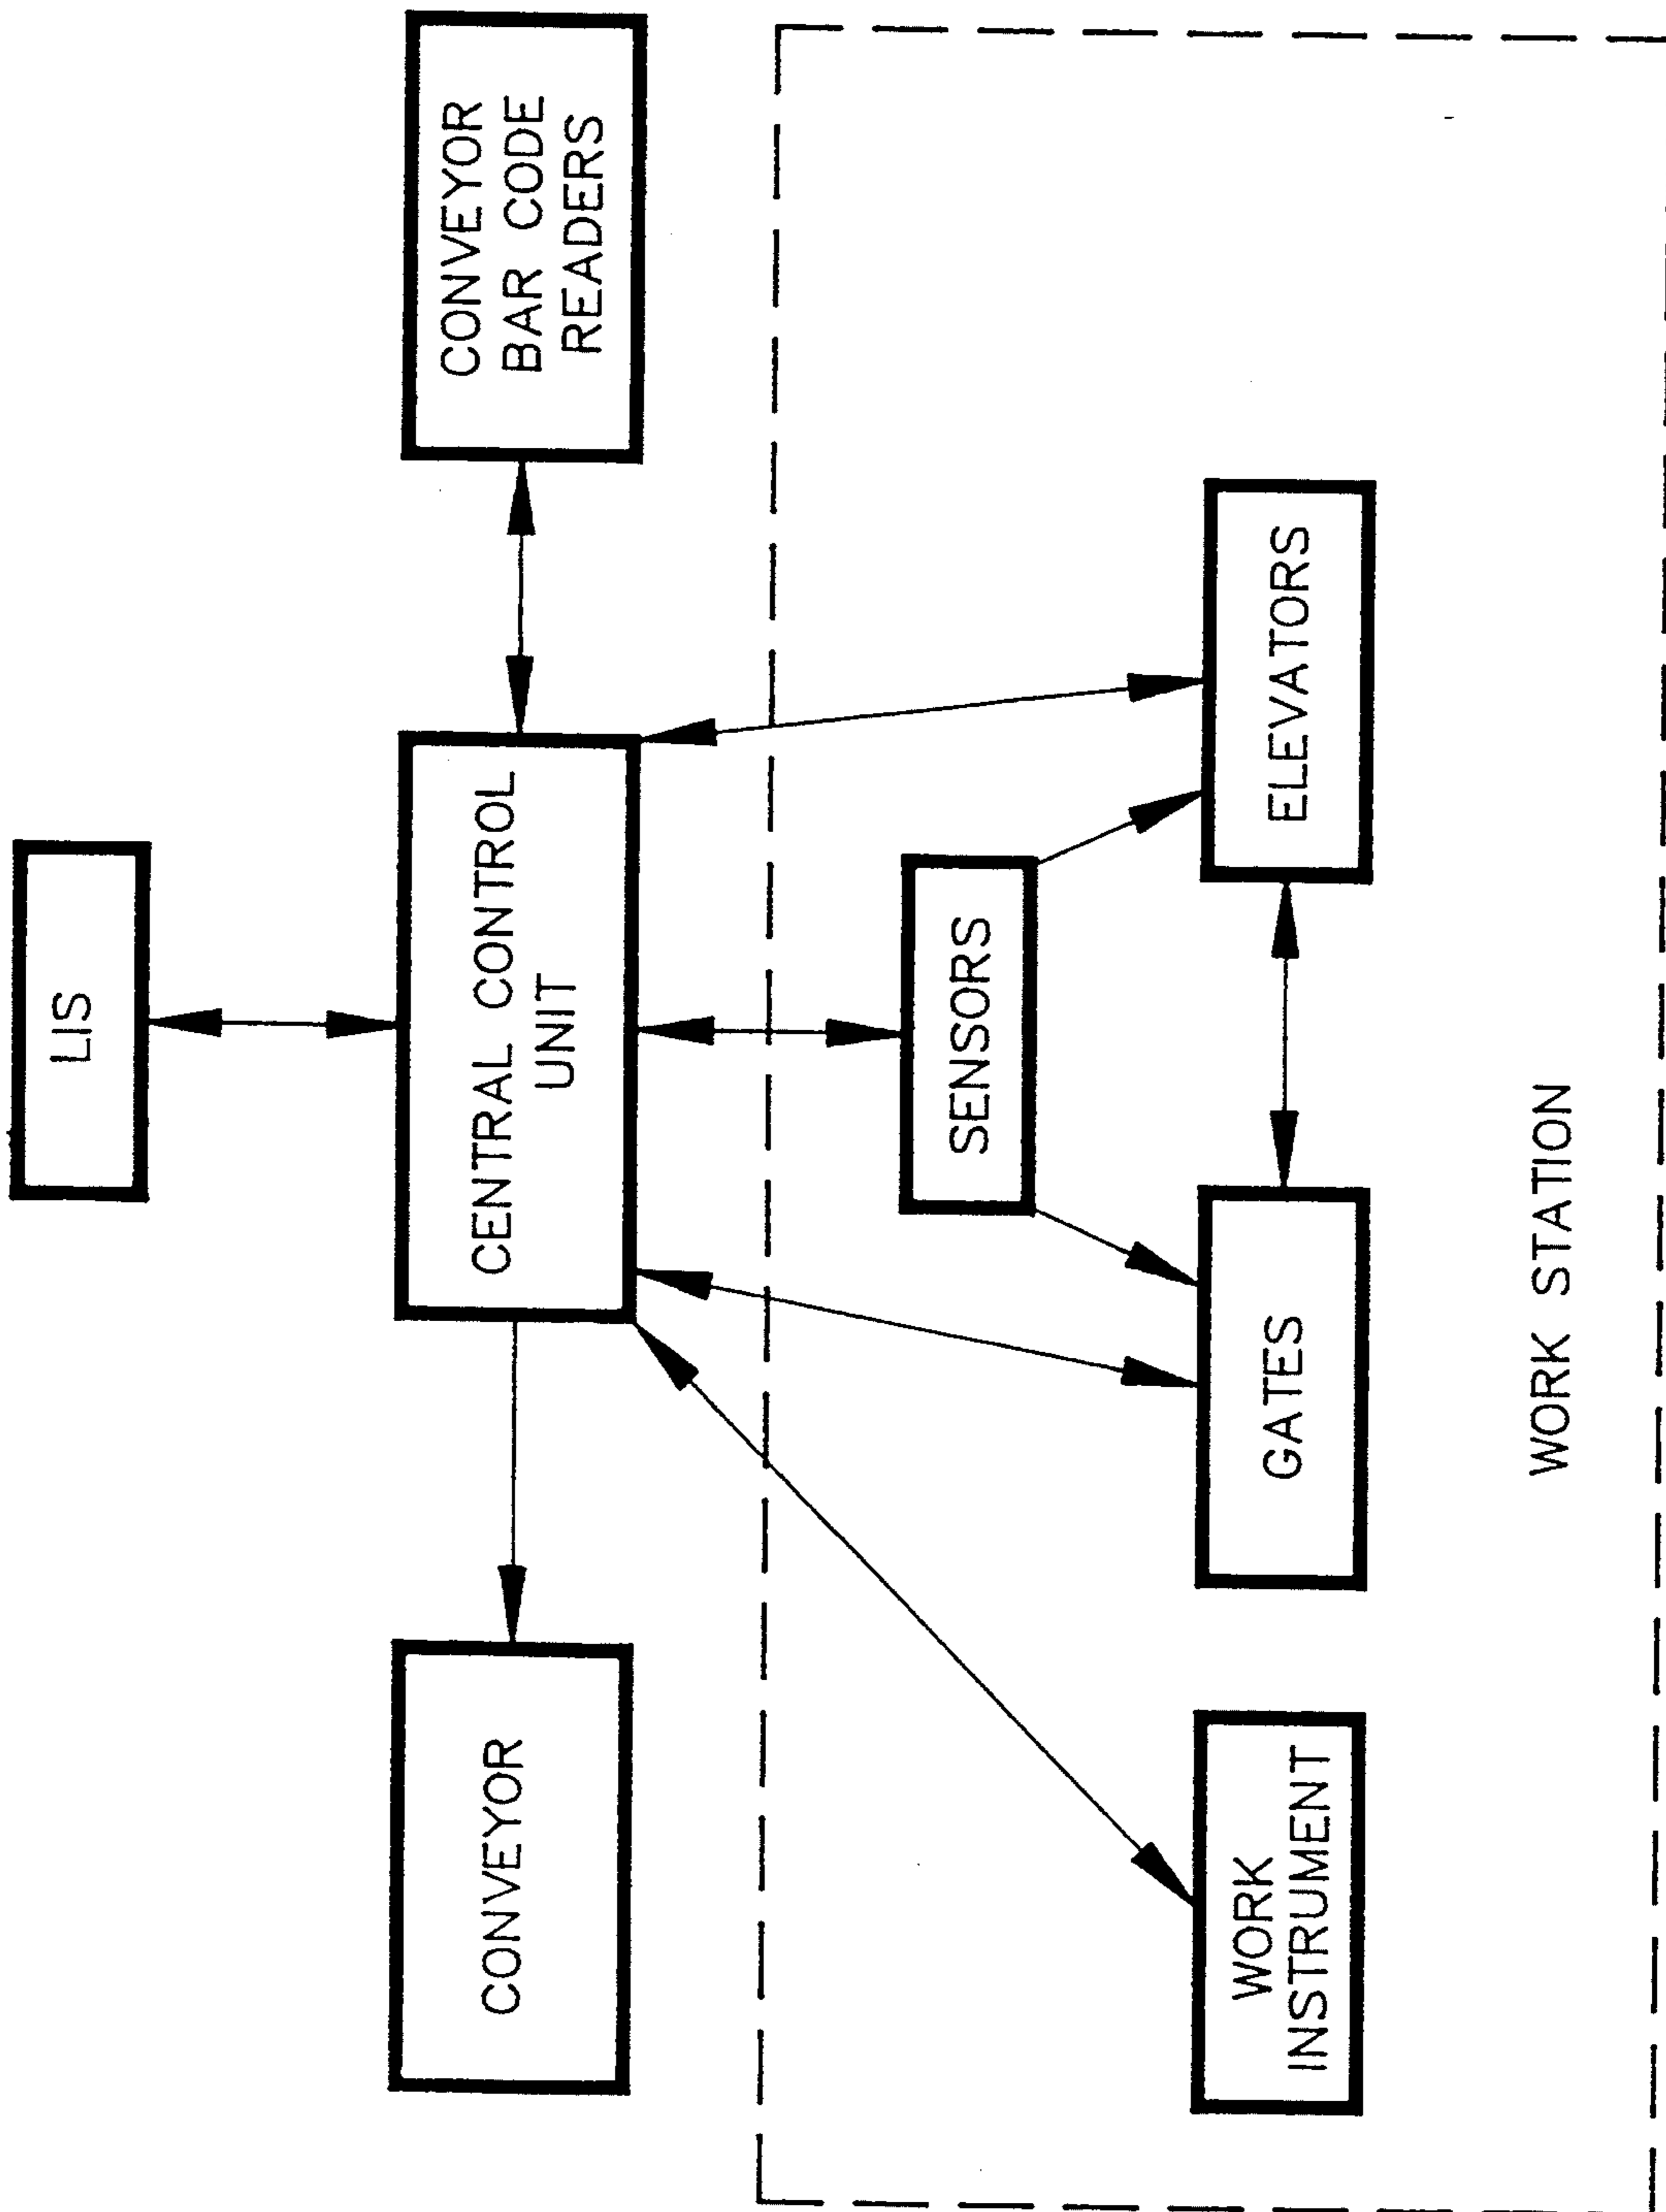 LIS
CONVEYOR
CENTRAL CONTROL
UNIT
CONVEYOR
BAR CODE
READERS
SENSORS
WORK
INSTRUMENT
GATES
ELEVATORS
WORK STATION